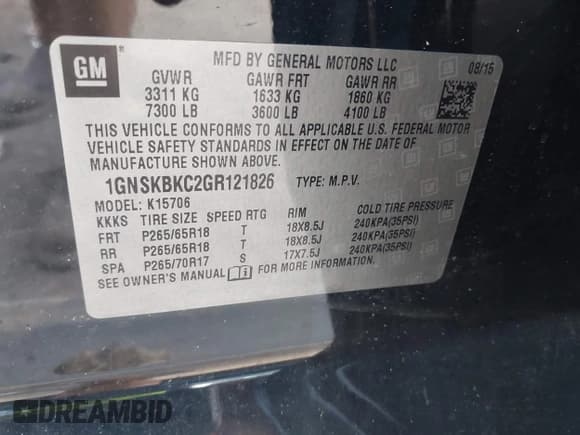 GM
MFD BY GENERAL MOTORS LLC
08/15
GVWR GAWR FRT GAWR RR
3311 KG 1633 KG 1860 KG
7300 LB 3600 LB 4100 LB
THIS VEHICLE CONFORMS TO ALL APPLICABLE U.S. FEDERAL MOTOR
VEHICLE SAFETY STANDARDS IN EFFECT ON THE DATE OF
MANUFACTURE SHOWN ABOVE.
1GNSKBKC2GR121826 TYPE: M.P.V.
MODEL: K15706
KKKS TIRE SIZE SPEED RTG RIM COLD TIRE PRESSURE
FRT P265/65R18 T 18X8.5J 240KPA(35PSI)
RR P265/65R18 T 18X8.5J 240KPA(35PSI)
SPA P265/70R17 S 17X7.5J 240KPA(35PSI)
SEE OWNER'S MANUAL FOR MORE INFORMATION.
DREAMBID